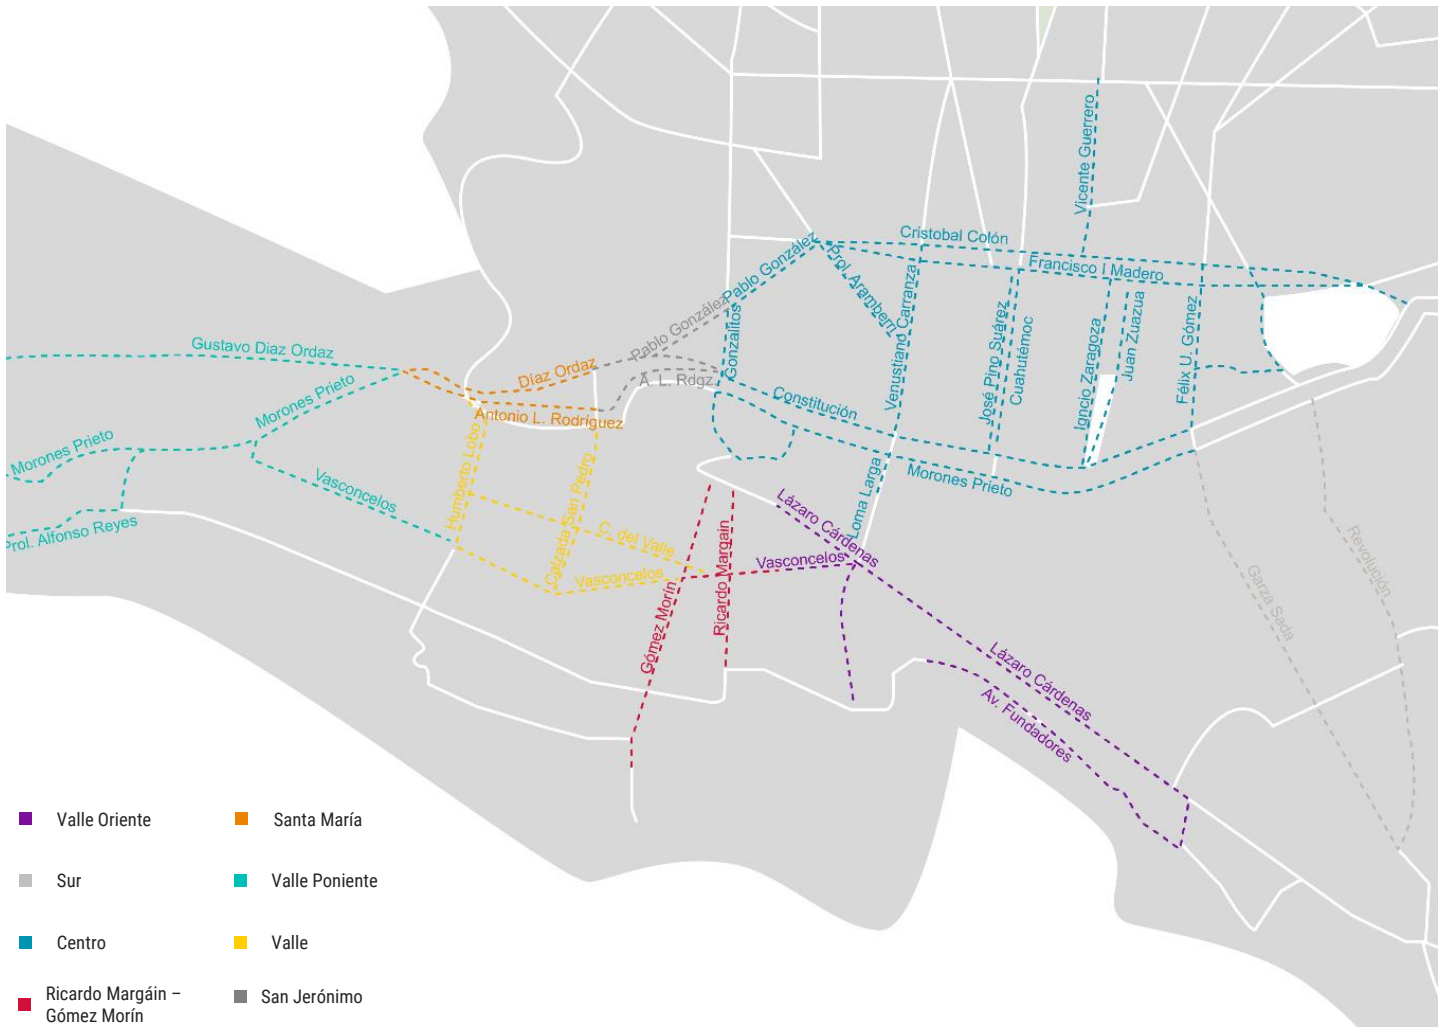 Vicente Guerrero
Cristobal Colón
Francisco I Madero
Pablo González
Prol. Aramberri
Pablo González
Gonzalitos
Venustiano Carranza
José Pino Suárez
Cuahutémoc
Igncio Zaragoza
Juan Zuazua
Félix U. Gómez
Gustavo Diaz Ordaz
Díaz Ordaz
A. L. Rdgz.
Morones Prieto
Antonio L. Rodríguez
Constitución
Morones Prieto
Vasconcelos
Humberto Lobo
Calzada San Pedro
Loma Larga
Morones Prieto
Prol. Alfonso Reyes
C. del Valle
Vasconcelos
Lázaro Cárdenas
Vasconcelos
Ricardo Margain
Gómez Morín
Garza Sada
Revolución
Lázaro Cárdenas
Av. Fundadores
Valle Oriente
Santa María
Sur
Valle Poniente
Centro
Valle
Ricardo Margáin –
Gómez Morín
San Jerónimo